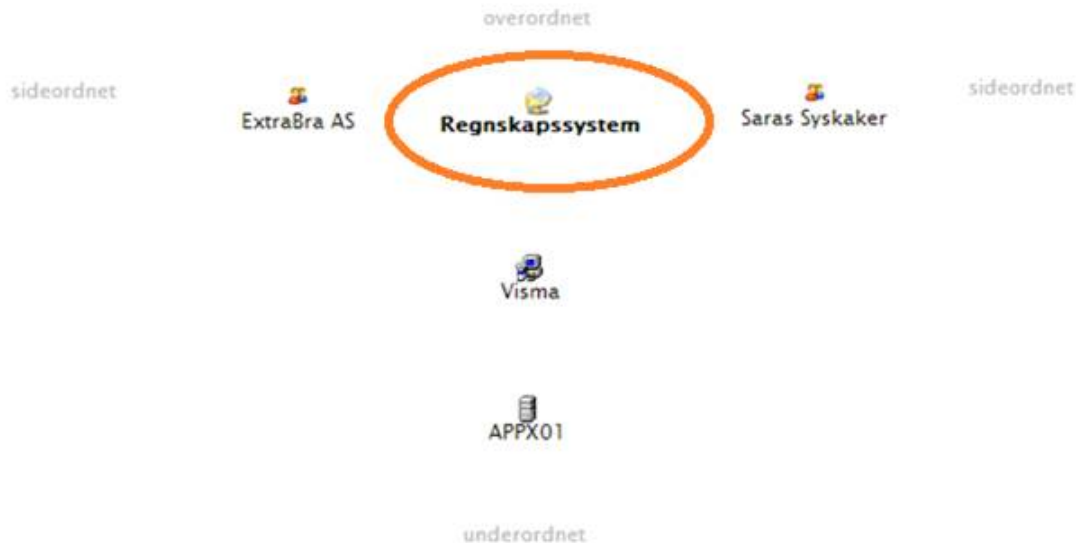 overordnet
sideordnet
sideordnet
ExtraBra AS
Regnskapssystem
Saras Syskaker
Visma
APPX01
underordnet